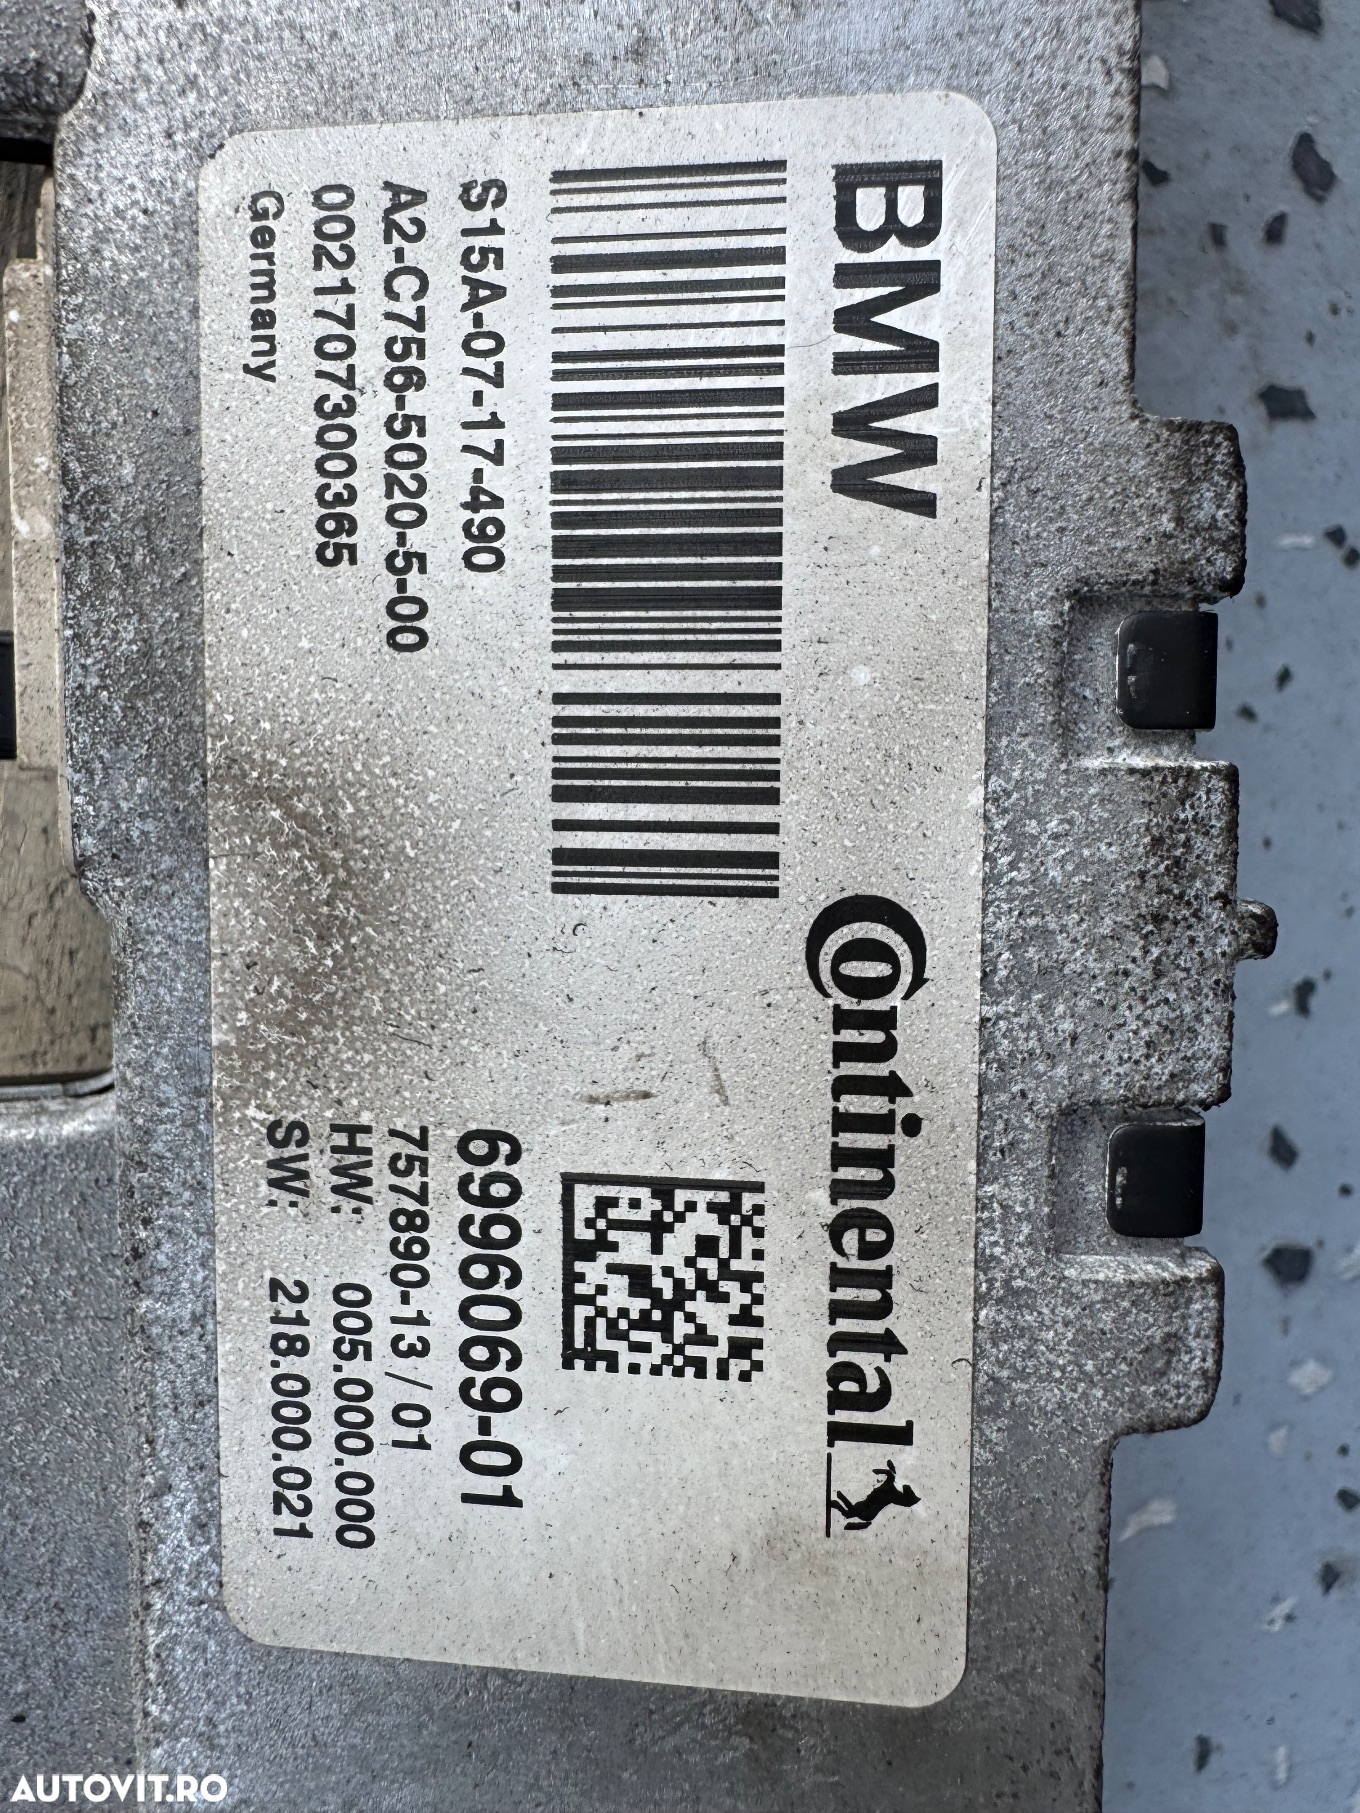 BMW
Continental
S15A-07-17-490
A2-C756-5020-5-00
00217073000365
Germany
6996069-01
757890-13 / 01
HW: 005.000.000
SW: 218.000.021
AUTOVIT.RO